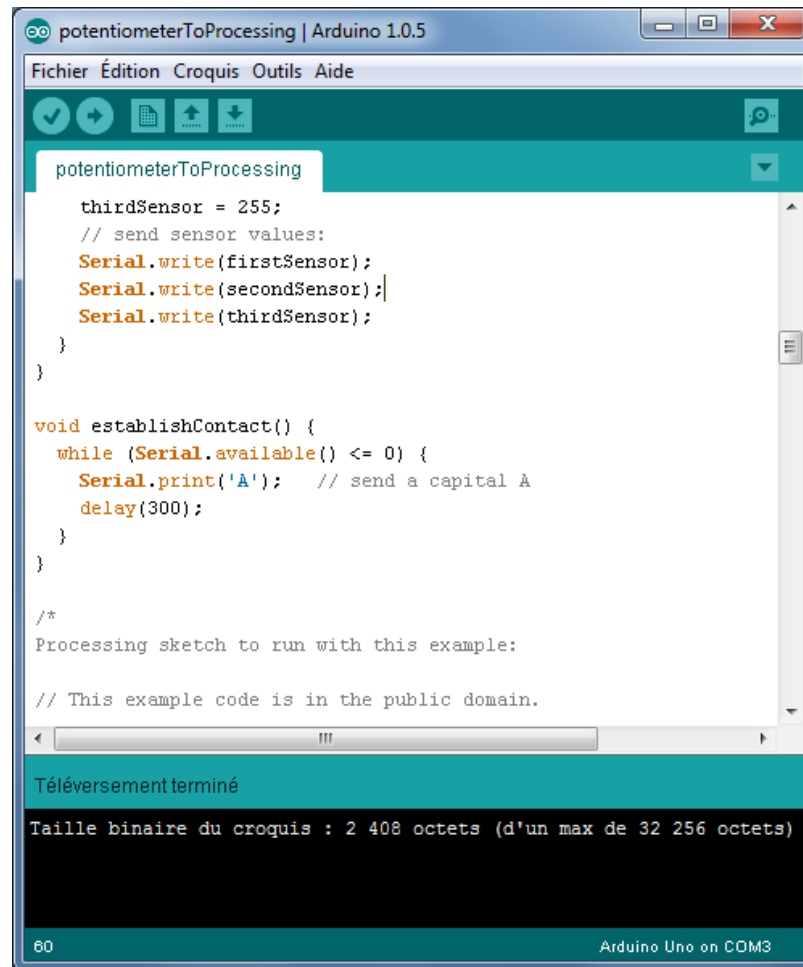 potentiometerToProcessing | Arduino 1.0.5
Fichier Édition Croquis Outils Aide
potentiometerToProcessing
thirdSensor = 255;
// send sensor values:
Serial.write(firstSensor);
Serial.write(secondSensor);
Serial.write(thirdSensor);
}
}
void establishContact() {
while (Serial.available() <= 0) {
Serial.print('A');   // send a capital A
delay(300);
}
}
/*
Processing sketch to run with this example:
// This example code is in the public domain.
Téléversement terminé
Taille binaire du croquis : 2 408 octets (d'un max de 32 256 octets)
60 Arduino Uno on COM3